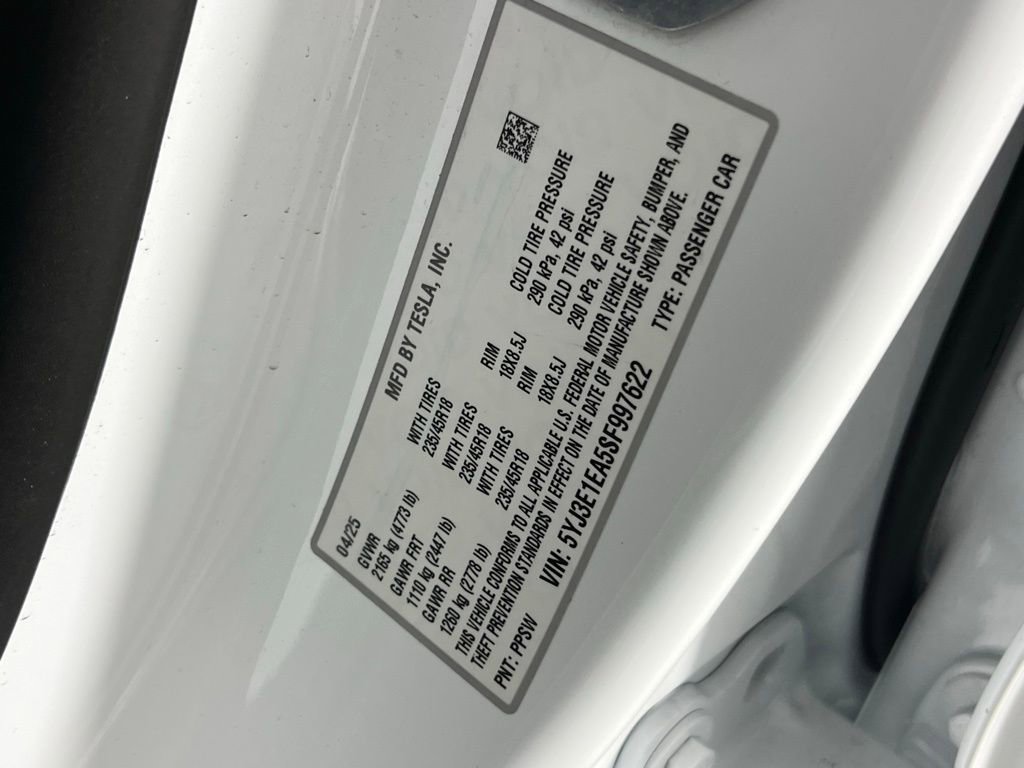 MFD BY TESLA, INC.
04/25
GVWR
2165 kg (4773 lb)
WITH TIRES
235/45R18
GAWR FRT
1110 kg (2447 lb)
WITH TIRES
235/45R18
RIM
18X8.5J
COLD TIRE PRESSURE
290 kPa, 42 psi
GAWR RR
1260 kg (2778 lb)
WITH TIRES
235/45R18
RIM
18X8.5J
COLD TIRE PRESSURE
290 kPa, 42 psi
THIS VEHICLE CONFORMS TO ALL APPLICABLE U.S. FEDERAL MOTOR VEHICLE SAFETY, BUMPER, AND
THEFT PREVENTION STANDARDS IN EFFECT ON THE DATE OF MANUFACTURE SHOWN ABOVE.
PNT: PPSW
VIN: 5YJ3E1EA5SF997622
TYPE: PASSENGER CAR